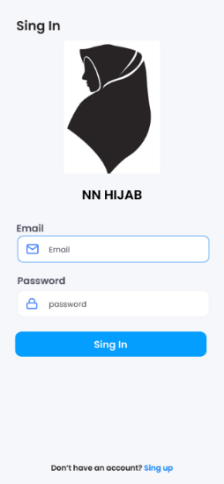 Sing In
NN HIJAB
Email
Email
Password
password
Sing In
Don't have an account? Sing up